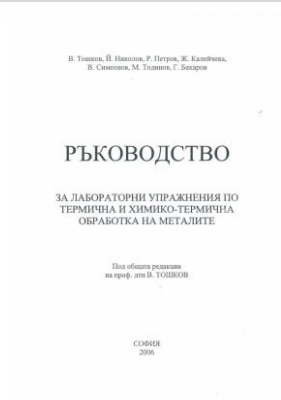 В. Тошков, Й. Николов, Р. Петров, Ж. Калейчева,
В. Симеонов, М. Тодинов, Г. Бахаров
РЪКОВОДСТВО
ЗА ЛАБОРАТОРНИ УПРАЖНЕНИЯ ПО
ТЕРМИЧНА И ХИМИКО-ТЕРМИЧНА
ОБРАБОТКА НА МЕТАЛИТЕ
Под общата редакция
на проф. дтн В. ТОШКОВ
СОФИЯ
2006